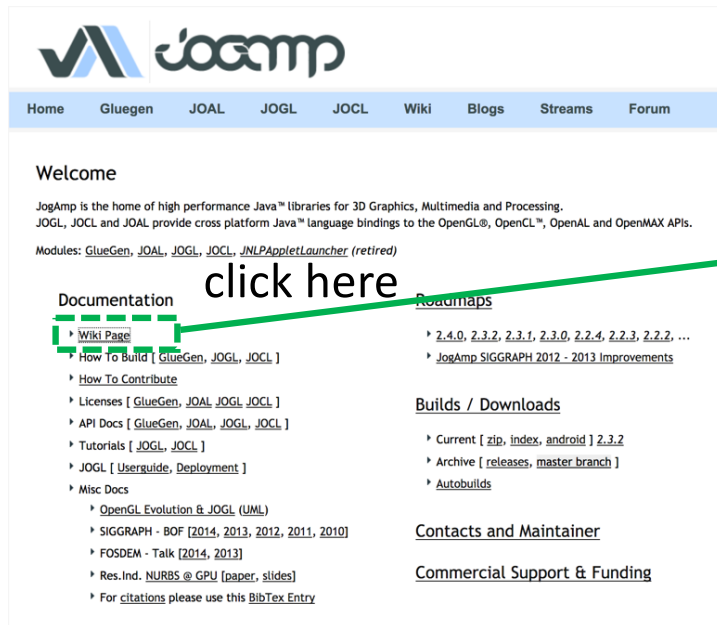 JogAmp
Home Gluegen JOAL JOGL JOCL Wiki Blogs Streams Forum
Welcome
JogAmp is the home of high performance Java™ libraries for 3D Graphics, Multimedia and Processing.
JOGL, JOCL and JOAL provide cross platform Java™ language bindings to the OpenGL®, OpenCL™, OpenAL and OpenMAX APIs.
Modules: GlueGen, JOAL, JOGL, JOCL, JNLPAppletLauncher (retired)
click here
Documentation
Wiki Page
How To Build [ GlueGen, JOGL, JOCL ]
How To Contribute
Licenses [ GlueGen, JOAL JOGL JOCL ]
API Docs [ GlueGen, JOAL, JOGL, JOCL ]
Tutorials [ JOGL, JOCL ]
JOGL [ Userguide, Deployment ]
Misc Docs
OpenGL Evolution & JOGL (UML)
SIGGRAPH - BOF [2014, 2013, 2012, 2011, 2010]
FOSDEM - Talk [2014, 2013]
Res.Ind. NURBS @ GPU [paper, slides]
For citations please use this BibTex Entry
Roadmaps
2.4.0, 2.3.2, 2.3.1, 2.3.0, 2.2.4, 2.2.3, 2.2.2, ...
JogAmp SIGGRAPH 2012 - 2013 Improvements
Builds / Downloads
Current [ zip, index, android ] 2.3.2
Archive [ releases, master branch ]
Autobuilds
Contacts and Maintainer
Commercial Support & Funding